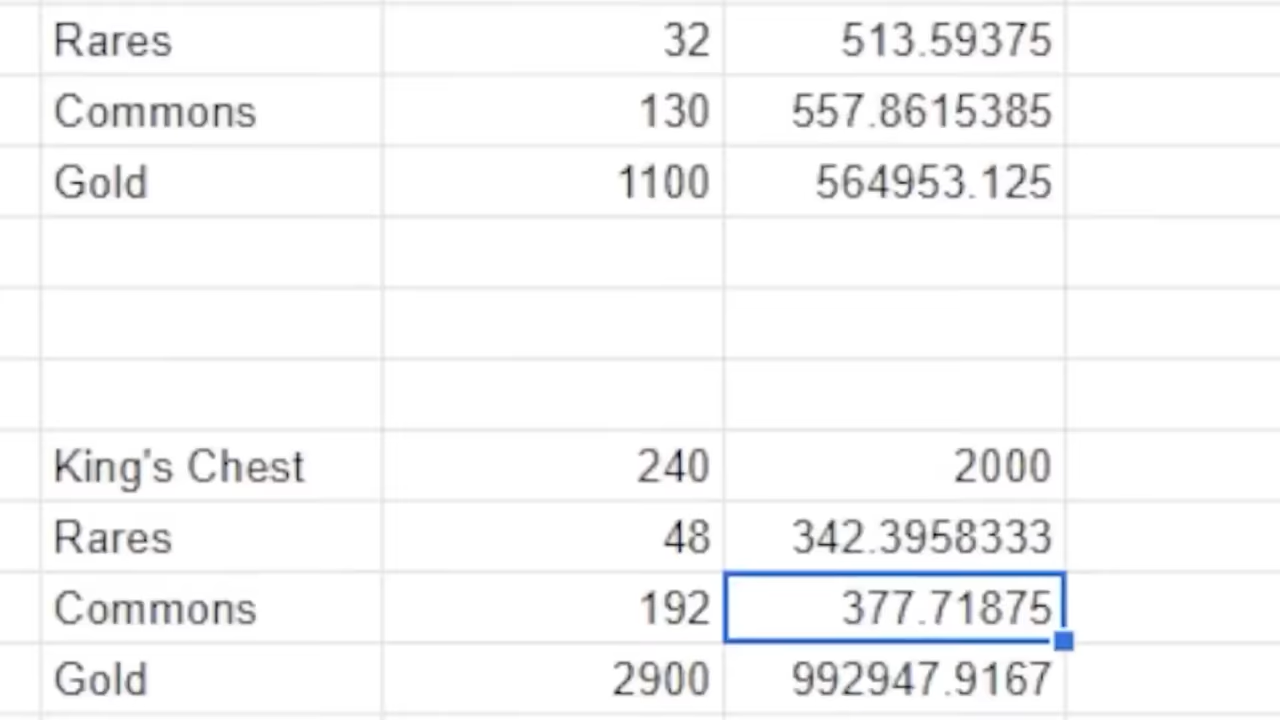 Rares 32 513.59375
Commons 130 557.8615385
Gold 1100 564953.125
King's Chest 240 2000
Rares 48 342.3958333
Commons 192 377.71875
Gold 2900 992947.9167